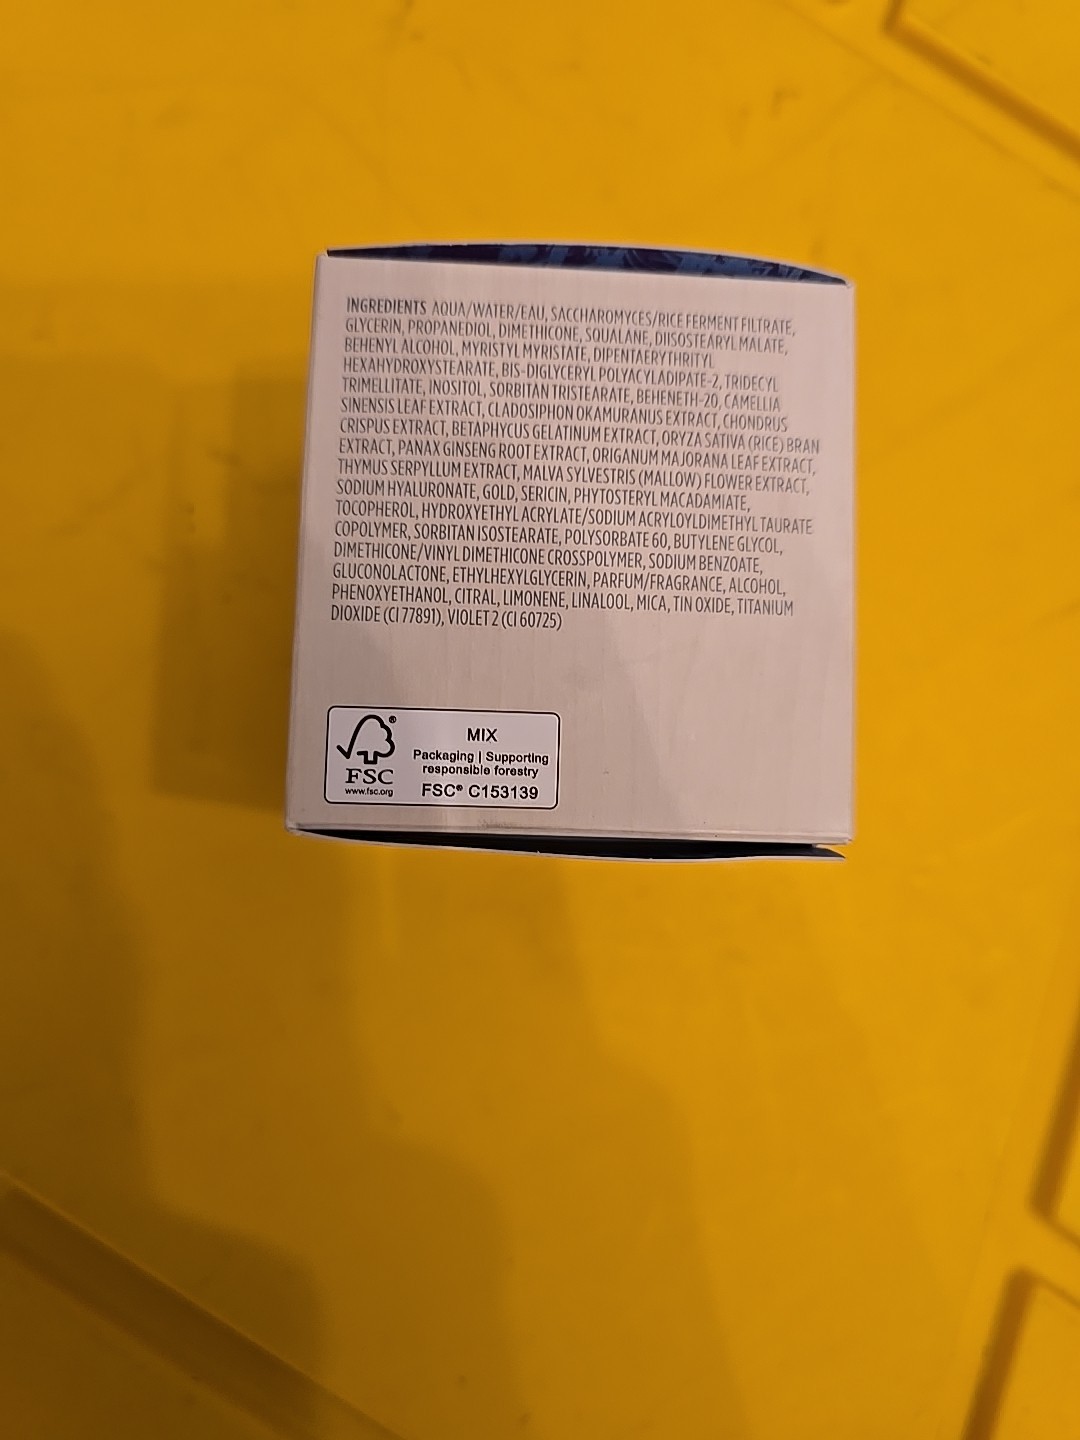 INGREDIENTS AQUA/WATER/EAU, SACCHAROMYCES/RICE FERMENT FILTRATE,
GLYCERIN, PROPANEDIOL, DIMETHICONE, SQUALANE, DIISOSTEARYL MALATE,
BEHENYL ALCOHOL, MYRISTYL MYRISTATE, DIPENTAERYTHRITYL
HEXAHYDROXYSTEARATE, BIS-DIGLYCERYL POLYACYLADIPATE-2, TRIDECYL
TRIMELLITATE, INOSITOL, SORBITAN TRISTEARATE, BEHENETH-20, CAMELLIA
SINENSIS LEAF EXTRACT, CLADOSIPHON OKAMURANUS EXTRACT, CHONDRUS
CRISPUS EXTRACT, BETAPHYCUS GELATINUM EXTRACT, ORYZA SATIVA (RICE) BRAN
EXTRACT, PANAX GINSENG ROOT EXTRACT, ORIGANUM MAJORANA LEAF EXTRACT,
THYMUS SERPYLLUM EXTRACT, MALVA SYLVESTRIS (MALLOW) FLOWER EXTRACT,
SODIUM HYALURONATE, GOLD, SERICIN, PHYTOSTERYL MACADAMIATE,
TOCOPHEROL, HYDROXYETHYL ACRYLATE/SODIUM ACRYLOYLDIMETHYL TAURATE
COPOLYMER, SORBITAN ISOSTEARATE, POLYSORBATE 60, BUTYLENE GLYCOL,
DIMETHICONE/VINYL DIMETHICONE CROSSPOLYMER, SODIUM BENZOATE,
GLUCONOLACTONE, ETHYLHEXYLGLYCERIN, PARFUM/FRAGRANCE, ALCOHOL,
PHENOXYETHANOL, CITRAL, LIMONENE, LINALOOL, MICA, TIN OXIDE, TITANIUM
DIOXIDE (CI 77891), VIOLET 2 (CI 60725)
®
FSC
www.fsc.org
MIX
Packaging | Supporting
responsible forestry
FSC® C153139